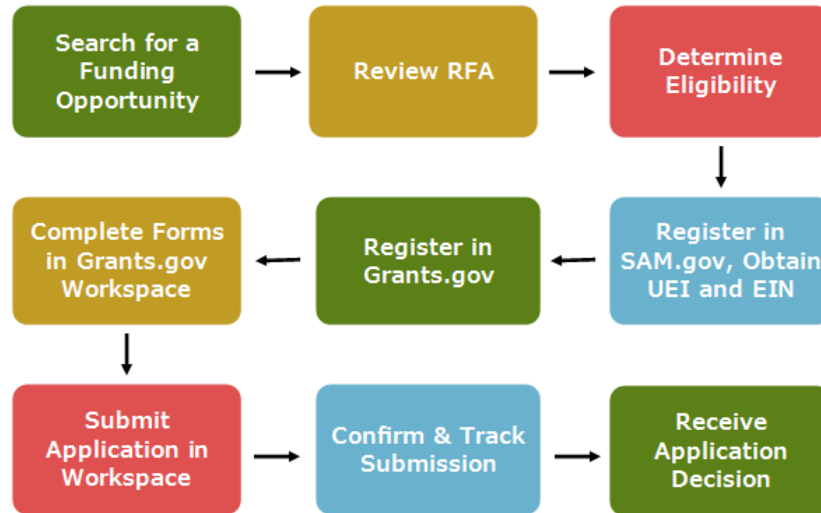 Search for a
Funding
Opportunity
Review RFA
Determine
Eligibility
Register in
SAM.gov, Obtain
UEI and EIN
Register in
Grants.gov
Complete Forms
in Grants.gov
Workspace
Submit
Application in
Workspace
Confirm & Track
Submission
Receive
Application
Decision